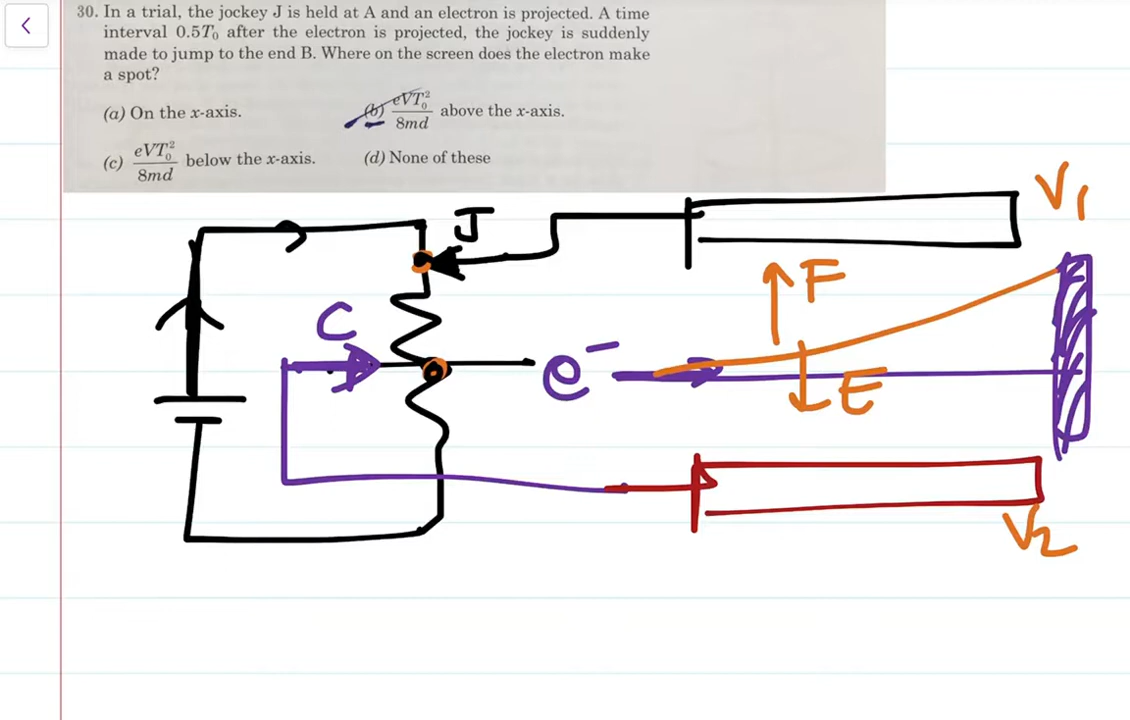 30. In a trial, the jockey J is held at A and an electron is projected. A time
interval 0.5T₀ after the electron is projected, the jockey is suddenly
made to jump to the end B. Where on the screen does the electron make
a spot?
(a) On the x-axis.
(b) eVT₀²/8md above the x-axis.
(c) eVT₀²/8md below the x-axis.
(d) None of these
V₁
J
F
C
e⁻
E
V₂